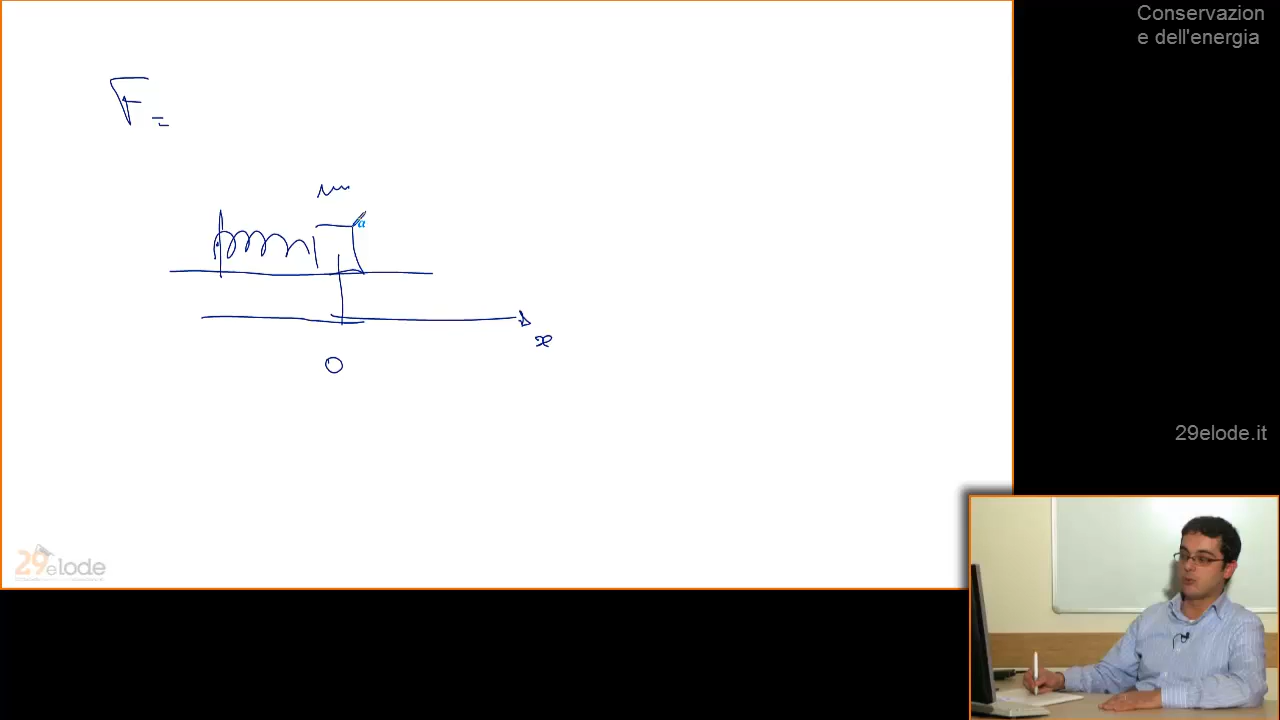 Conservazion
e dell'energia
F =
m
x
O
29elode.it
29elode